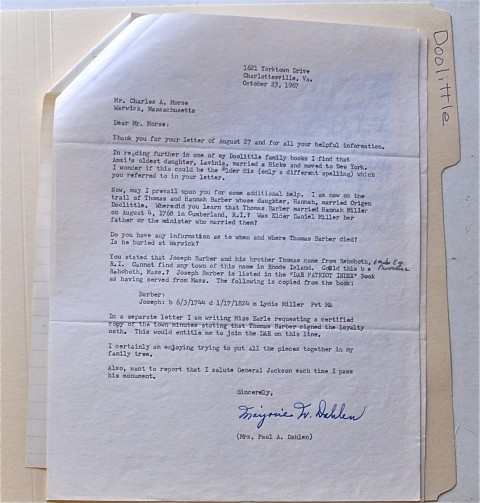 Doolittle
1621 Yorktown Drive
Charlottesville, Va.
October 23, 1967
Mr. Charles A. Morse
Warwick, Massachusetts
Dear Mr. Morse:
Thank you for your letter of August 27 and for all your helpful information.
In reading further in one of my Doolittle family books I find that
Amzi's oldest daughter, Lavinia, married a Hicks and moved to New York.
I wonder if this could be the Elder Hix (only a different spelling) which
you referred to in your letter.
Now, may I prevail upon you for some additional help. I am now on the
trail of Thomas and Hannah Barber whose daughter, Hannah, married Origen
Doolittle. Where did you learn that Thomas Barber married Hannah Miller
on August 4, 1768 in Cumberland, R.I.? Was Elder Daniel Miller her
father or the minister who married them?
Do you have any information as to when and where Thomas Barber died?
Is he buried at Warwick?
You stated that Joseph Barber and his brother Thomas came from Rehoboth,
R.I. Cannot find any town of this name in Rhode Island. Could this be
Providence
Rehoboth, Mass.? Joseph Barber is listed in the "DAR PATRIOT INDEX" Book
as having served from Mass. The following is copied from the book:
Barber:
Joseph: b 6/3/1744 d 1/17/1824 m Lydis Miller Pvt MA
In a separate letter I am writing Miss Earle requesting a certified
copy of the town minutes stating that Thomas Barber signed the loyalty
oath. This would entitle me to join the DAR on this line.
I certainly am enjoying trying to put all the pieces together in my
family tree.
Also, want to report that I salute General Jackson each time I pass
his monument.
Sincerely,
Marjorie W. Dahlen
(Mrs. Paul A. Dahlen)